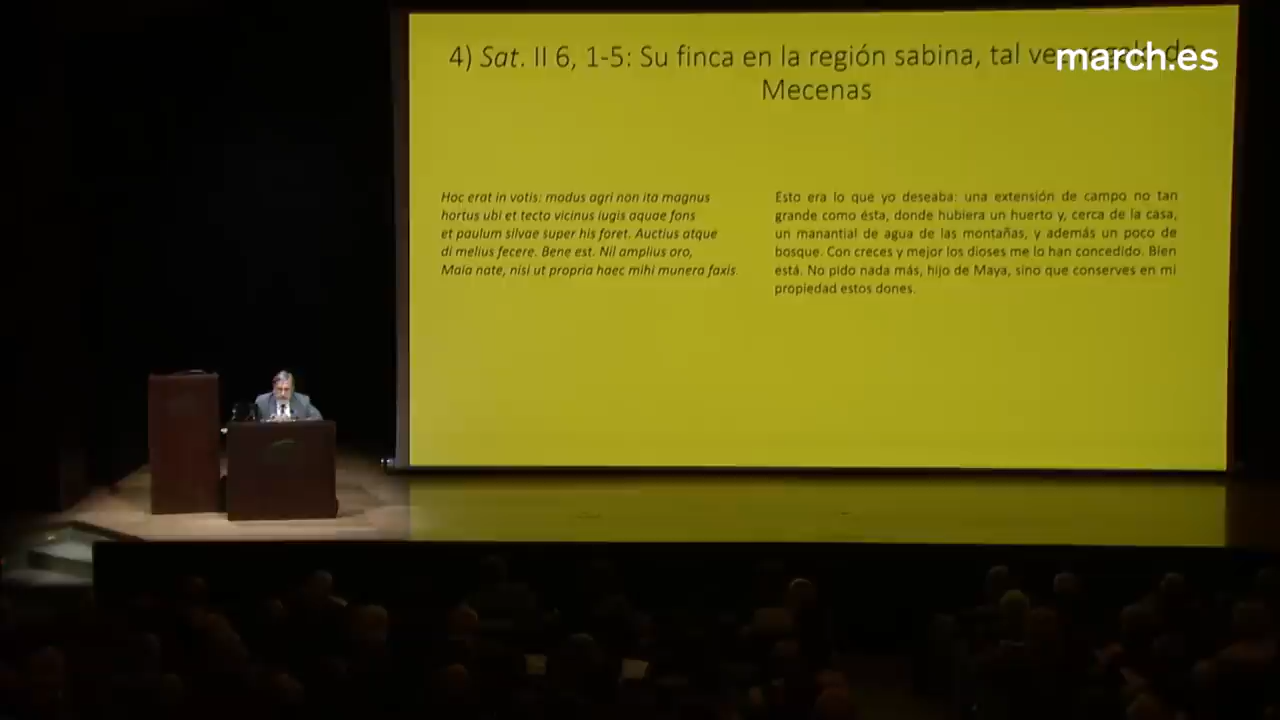 march.es
4) Sat. II 6, 1-5: Su finca en la región sabina, tal
Mecenas
Hoc erat in votis: modus agri non ita magnus
hortus ubi et tecto vicinus iugis aquae fons
et paulum silvae super his foret. Auctius atque
di melius fecere. Bene est. Nil amplius oro,
Maia nate, nisi ut propria haec mihi munera faxis.
Esto era lo que yo deseaba: una extensión de campo no tan
grande como ésta, donde hubiera un huerto y, cerca de la casa,
un manantial de agua de las montañas, y además un poco de
bosque. Con creces y mejor los dioses me lo han concedido. Bien
está. No pido nada más, hijo de Maya, sino que conserves en mi
propiedad estos dones.